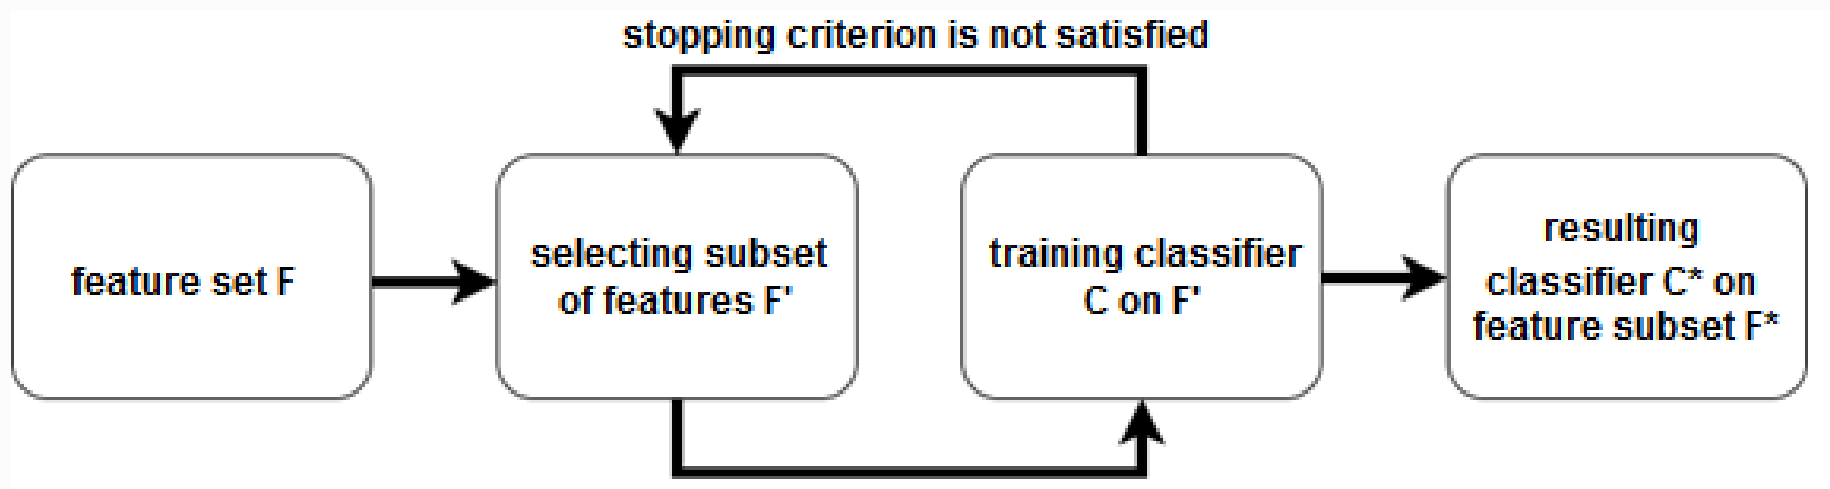 stopping criterion is not satisfied
feature set F
selecting subset
of features F'
training classifier
C on F'
resulting
classifier C* on
feature subset F*